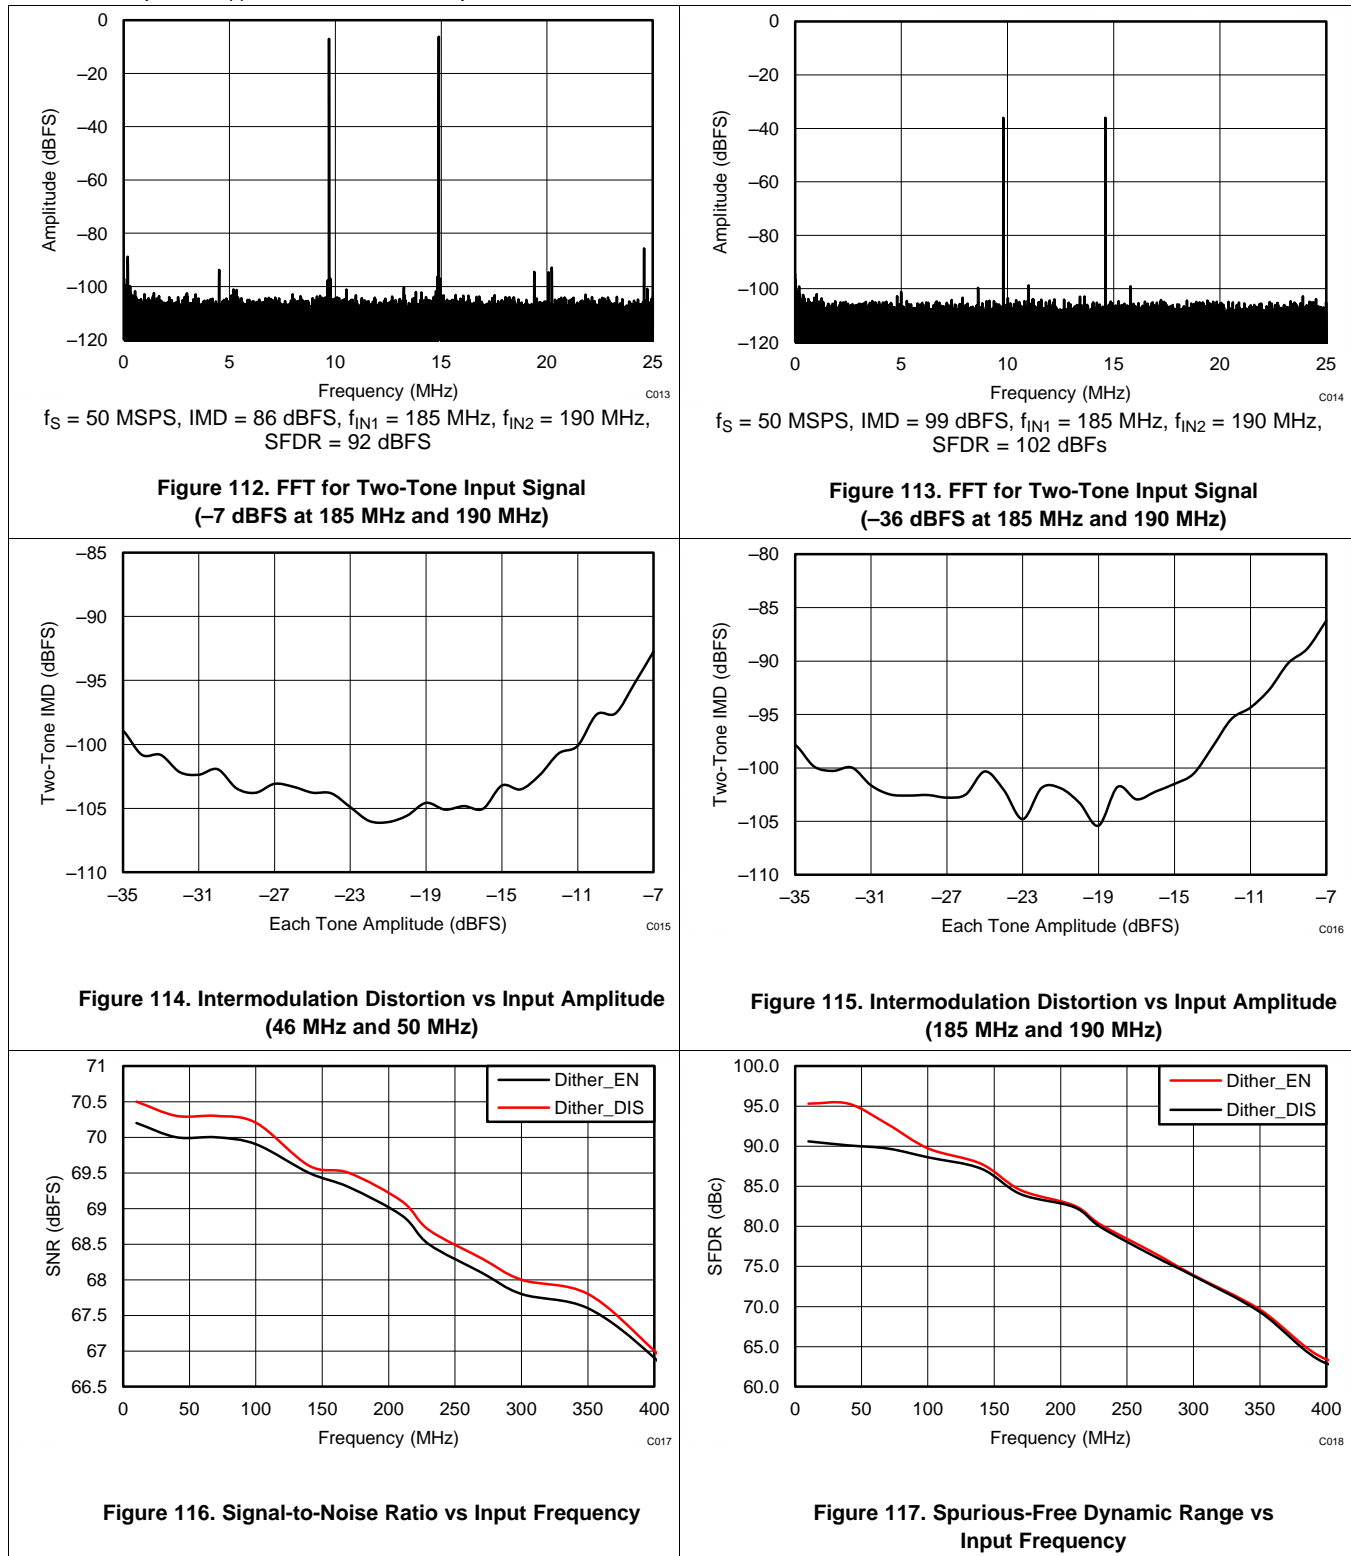 0
–20
–40
–60
–80
–100
–120
Amplitude (dBFS)
0 5 10 15 20 25
Frequency (MHz)
C013
fS = 50 MSPS, IMD = 86 dBFS, fIN1 = 185 MHz, fIN2 = 190 MHz,
SFDR = 92 dBFS
Figure 112. FFT for Two-Tone Input Signal
(–7 dBFS at 185 MHz and 190 MHz)
0
–20
–40
–60
–80
–100
–120
Amplitude (dBFS)
0 5 10 15 20 25
Frequency (MHz)
C014
fS = 50 MSPS, IMD = 99 dBFS, fIN1 = 185 MHz, fIN2 = 190 MHz,
SFDR = 102 dBFs
Figure 113. FFT for Two-Tone Input Signal
(–36 dBFS at 185 MHz and 190 MHz)
–85
–90
–95
–100
–105
–110
Two-Tone IMD (dBFS)
–35 –31 –27 –23 –19 –15 –11 –7
Each Tone Amplitude (dBFS)
C015
Figure 114. Intermodulation Distortion vs Input Amplitude
(46 MHz and 50 MHz)
–80
–85
–90
–95
–100
–105
–110
Two-Tone IMD (dBFS)
–35 –31 –27 –23 –19 –15 –11 –7
Each Tone Amplitude (dBFS)
C016
Figure 115. Intermodulation Distortion vs Input Amplitude
(185 MHz and 190 MHz)
71
70.5
70
69.5
69
68.5
68
67.5
67
66.5
SNR (dBFS)
Dither_EN
Dither_DIS
0 50 100 150 200 250 300 350 400
Frequency (MHz)
C017
Figure 116. Signal-to-Noise Ratio vs Input Frequency
100.0
95.0
90.0
85.0
80.0
75.0
70.0
65.0
60.0
SFDR (dBc)
Dither_EN
Dither_DIS
0 50 100 150 200 250 300 350 400
Frequency (MHz)
C018
Figure 117. Spurious-Free Dynamic Range vs
Input Frequency